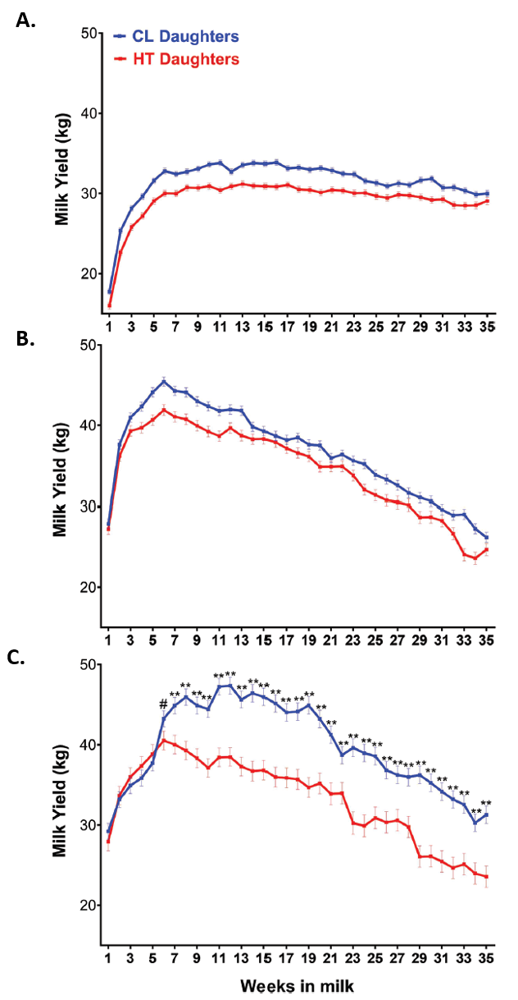 A.
50
40
30
20
Milk Yield (kg)
CL Daughters
HT Daughters
1 3 5 7 9 11 13 15 17 19 21 23 25 27 29 31 33 35
B.
50
40
30
20
Milk Yield (kg)
1 3 5 7 9 11 13 15 17 19 21 23 25 27 29 31 33 35
C.
50
40
30
20
Milk Yield (kg)
# ** ** ** ** ** ** ** ** ** ** ** ** ** ** ** ** ** ** ** ** ** ** ** ** ** ** ** ** **
1 3 5 7 9 11 13 15 17 19 21 23 25 27 29 31 33 35
Weeks in milk